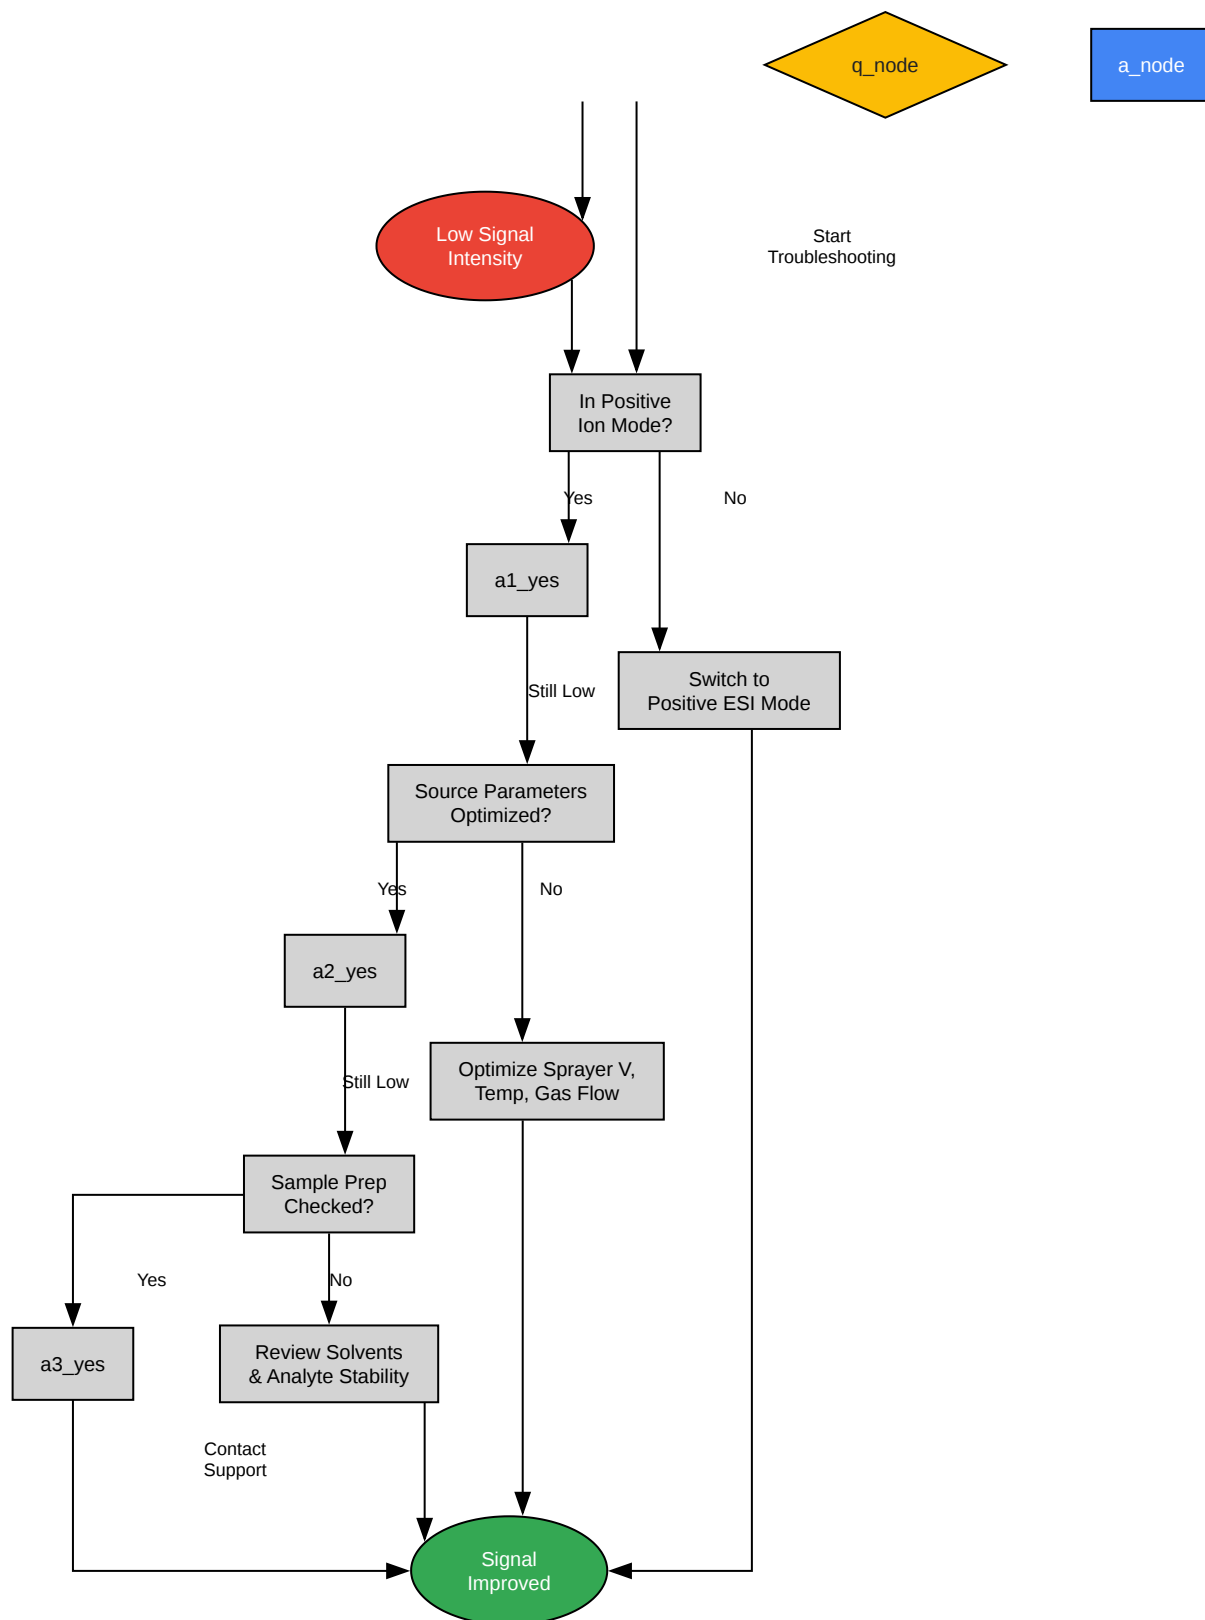 q_node
a_node
Low Signal
Intensity
Start
Troubleshooting
In Positive
Ion Mode?
Yes
No
a1_yes
Switch to
Positive ESI Mode
Still Low
Source Parameters
Optimized?
Yes
No
a2_yes
Optimize Sprayer V,
Temp, Gas Flow
Still Low
Sample Prep
Checked?
Yes
No
a3_yes
Review Solvents
& Analyte Stability
Contact
Support
Signal
Improved